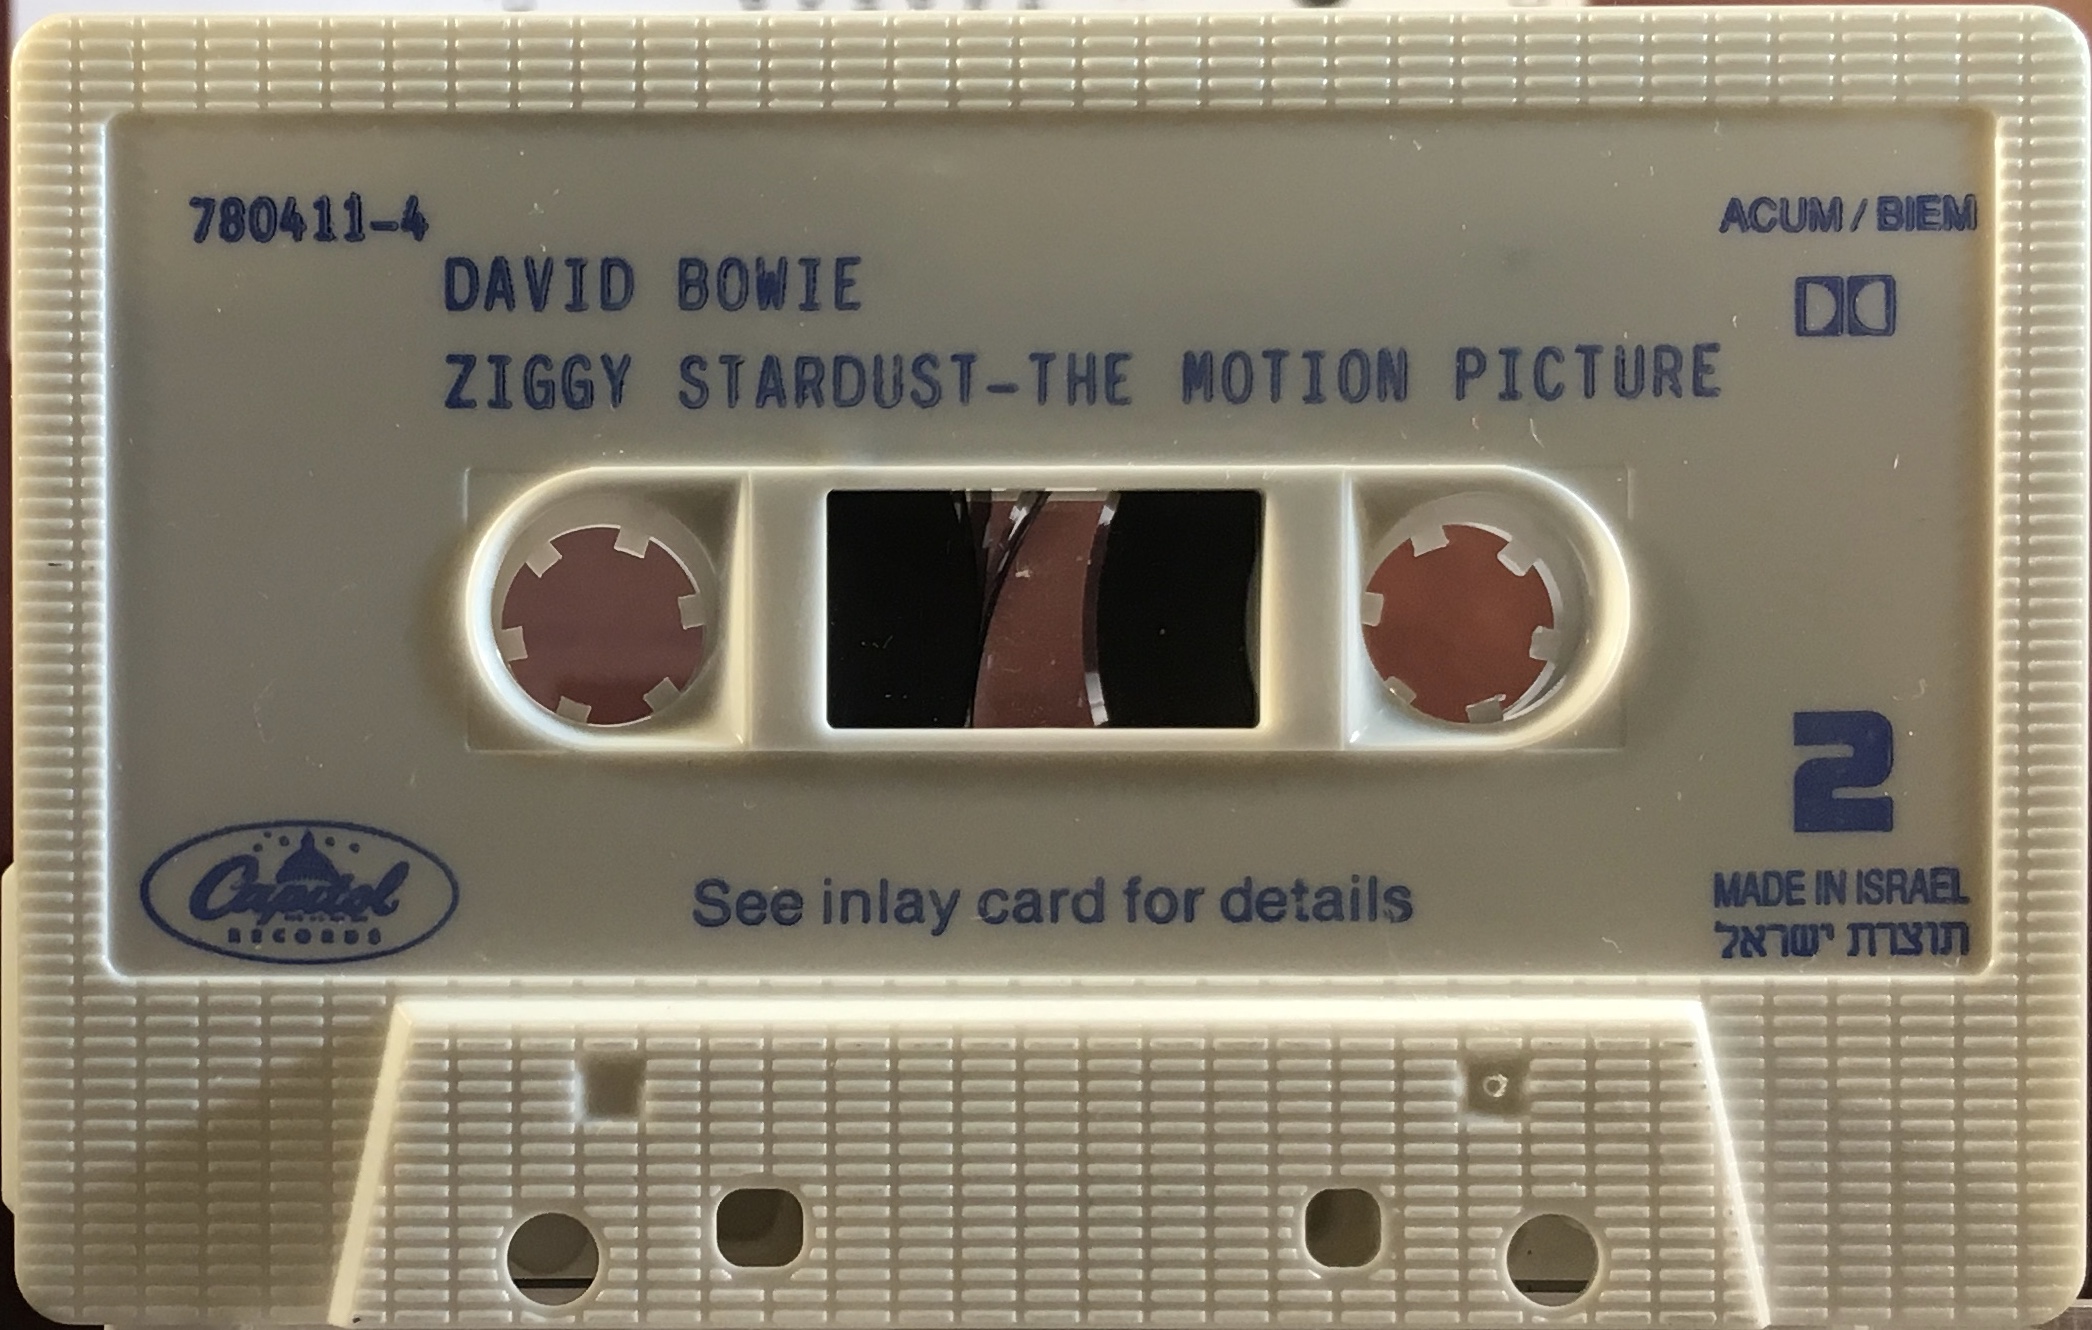 780411-4
ACUM / BIEM
DAVID BOWIE
ZIGGY STARDUST-THE MOTION PICTURE
2
Capitol
RECORDS
See inlay card for details
MADE IN ISRAEL
תוצרת ישראל